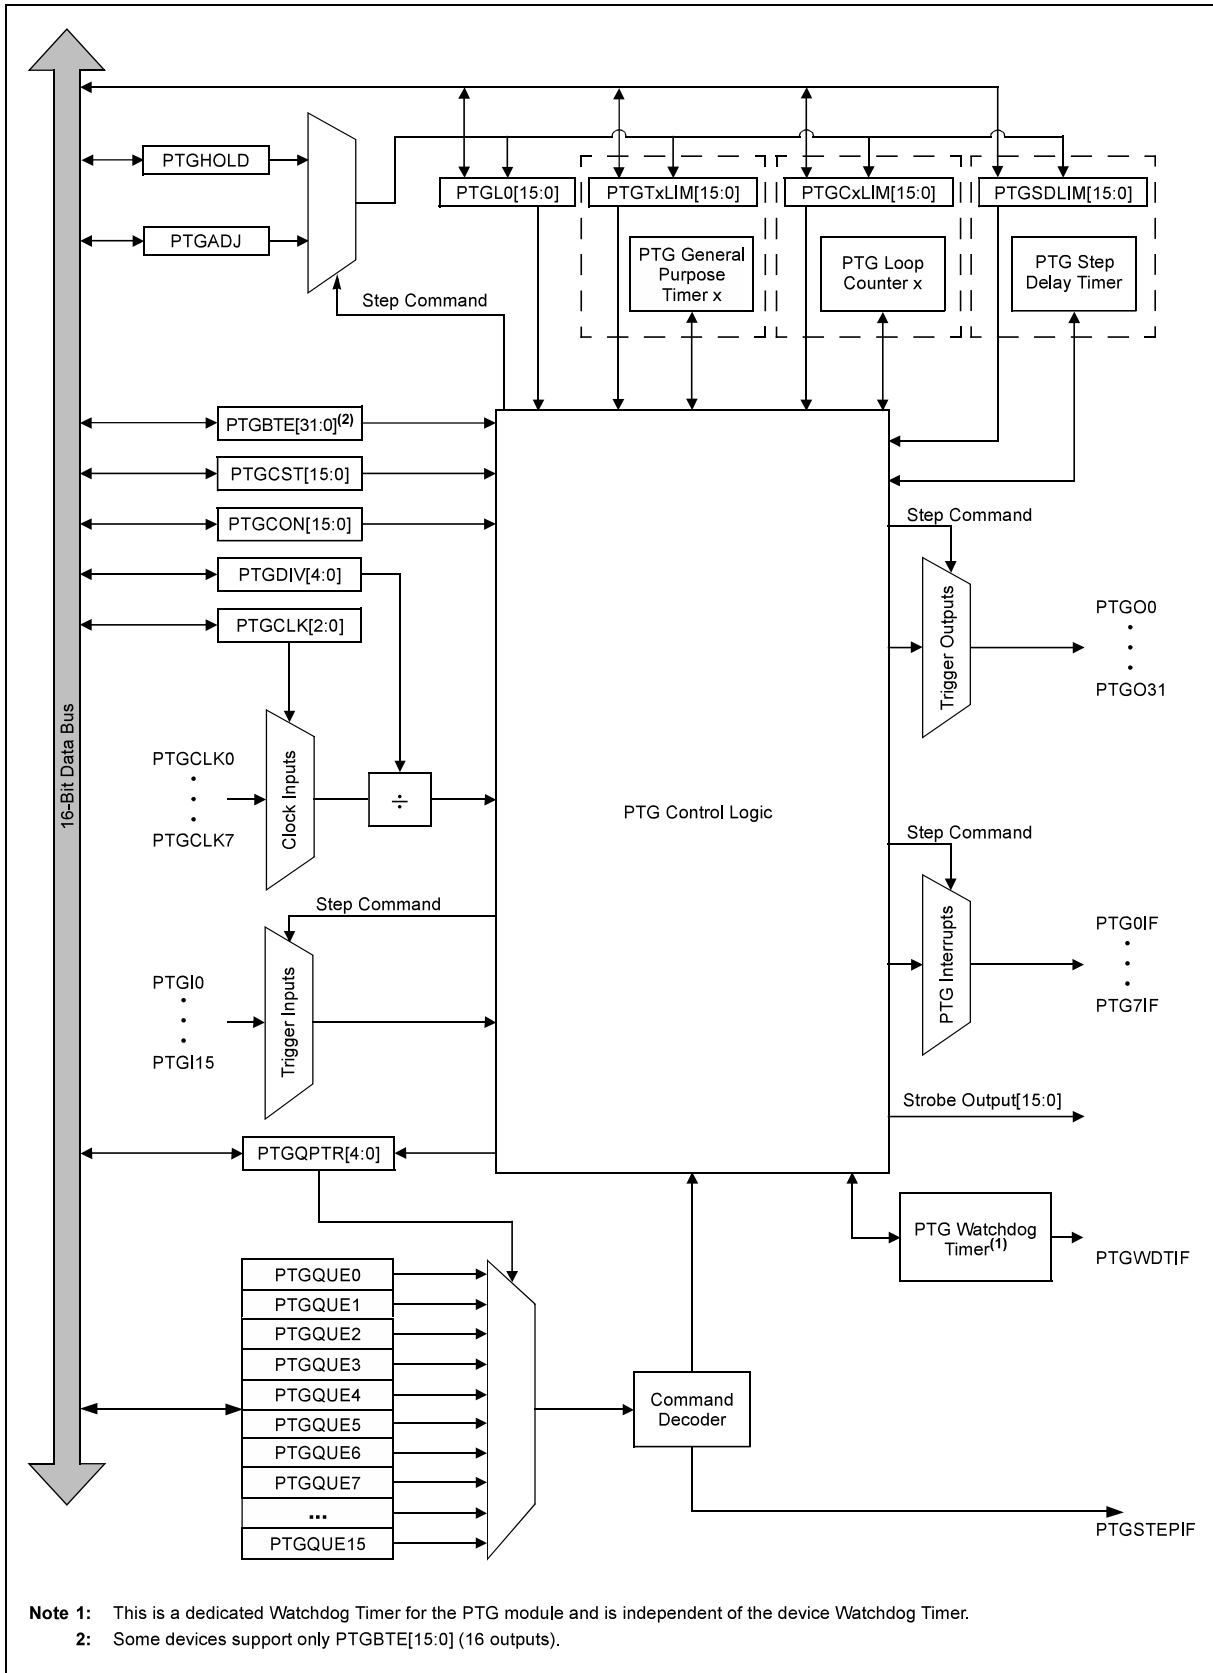 16-Bit Data Bus
PTGHOLD
PTGADJ
PTGL0[15:0]
PTGTxLIM[15:0]
PTGCxLIM[15:0]
PTGSDLIM[15:0]
PTG General
Purpose
Timer x
PTG Loop
Counter x
PTG Step
Delay Timer
Step Command
PTGBTE[31:0](2)
PTGCST[15:0]
PTGCON[15:0]
PTGDIV[4:0]
PTGCLK[2:0]
PTGCLK0
PTGCLK7
Clock Inputs
÷
PTG Control Logic
Step Command
Trigger Outputs
PTGO0
PTGO31
Step Command
PTG Interrupts
PTG0IF
PTG7IF
Step Command
PTGI0
PTGI15
Trigger Inputs
Strobe Output[15:0]
PTGQPTR[4:0]
PTG Watchdog
Timer(1)
PTGWDTIF
PTGQUE0
PTGQUE1
PTGQUE2
PTGQUE3
PTGQUE4
PTGQUE5
PTGQUE6
PTGQUE7
...
PTGQUE15
Command
Decoder
PTGSTEPIF
Note 1: This is a dedicated Watchdog Timer for the PTG module and is independent of the device Watchdog Timer.
2: Some devices support only PTGBTE[15:0] (16 outputs).